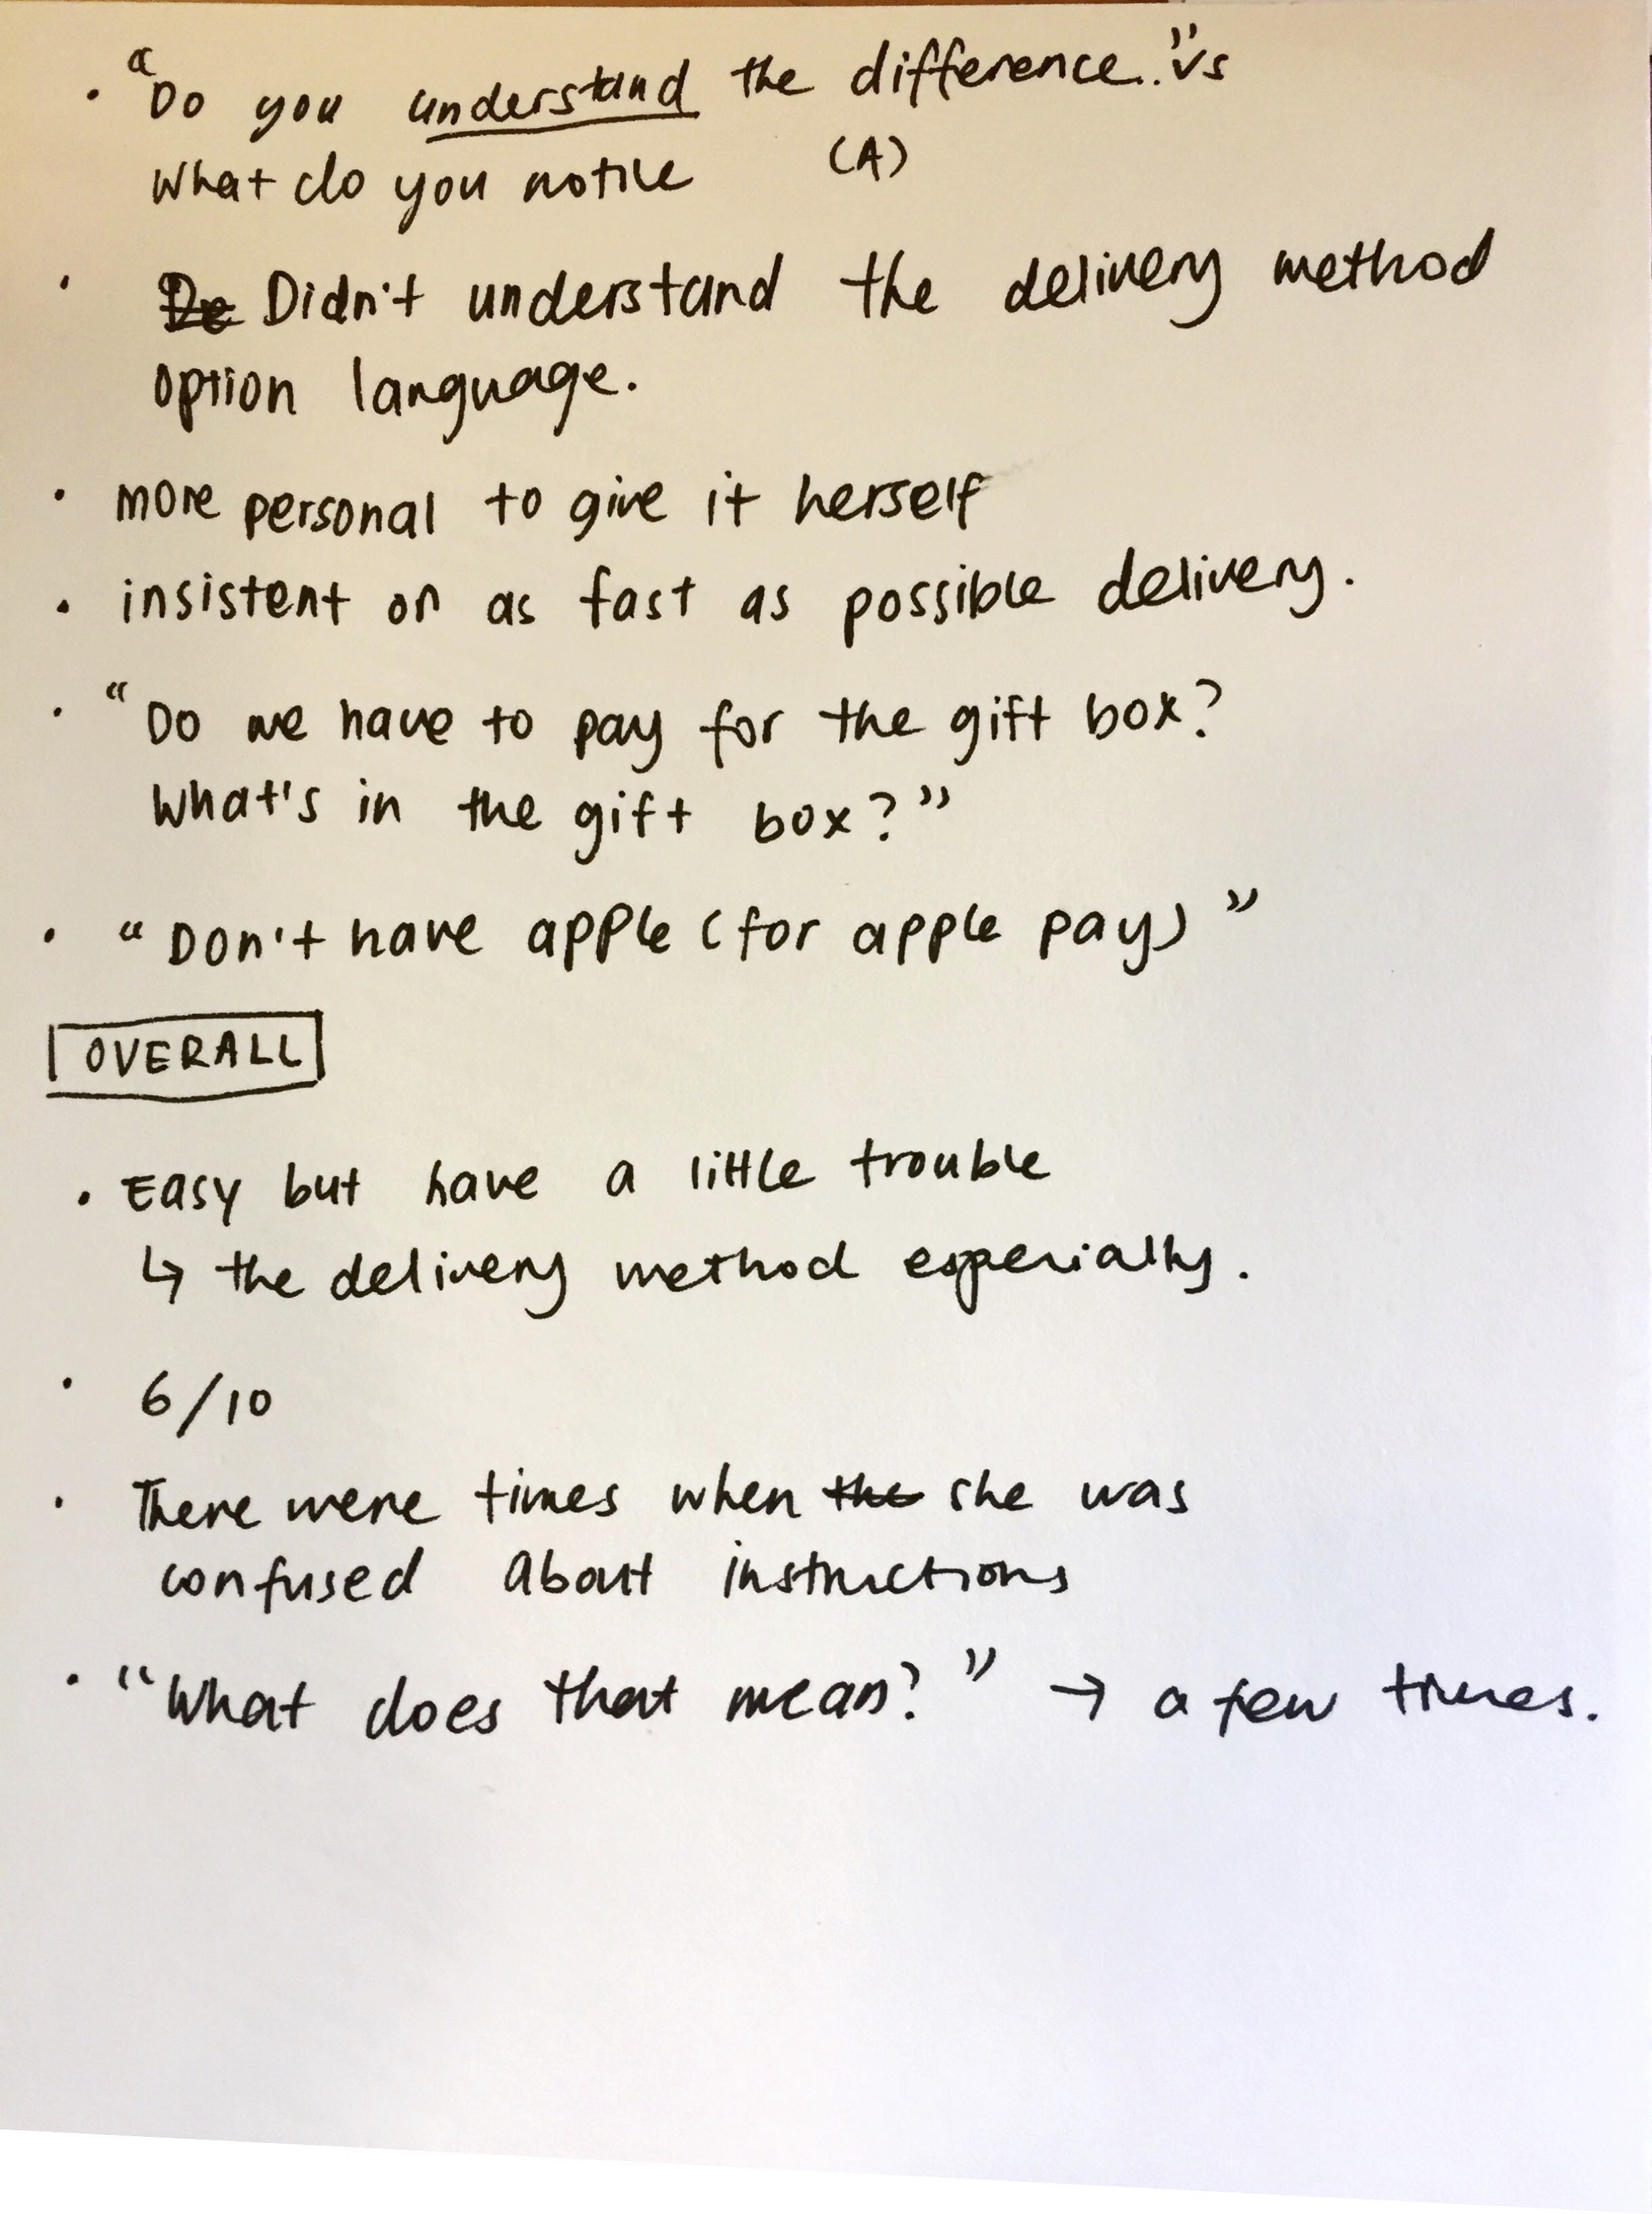 · "Do you understand the difference.." vs
What do you notice (A)
· De Didn't understand the delivery method
option language.
· more personal to give it herself
· insistent on as fast as possible delivery.
· "Do we have to pay for the gift box?
What's in the gift box?"
· "Don't have apple (for apple pay)"
OVERALL
· Easy but have a little trouble
↳ the delivery method especially.
· 6/10
· There were times when the she was
confused about instructions
· "What does that mean?" → a few times.